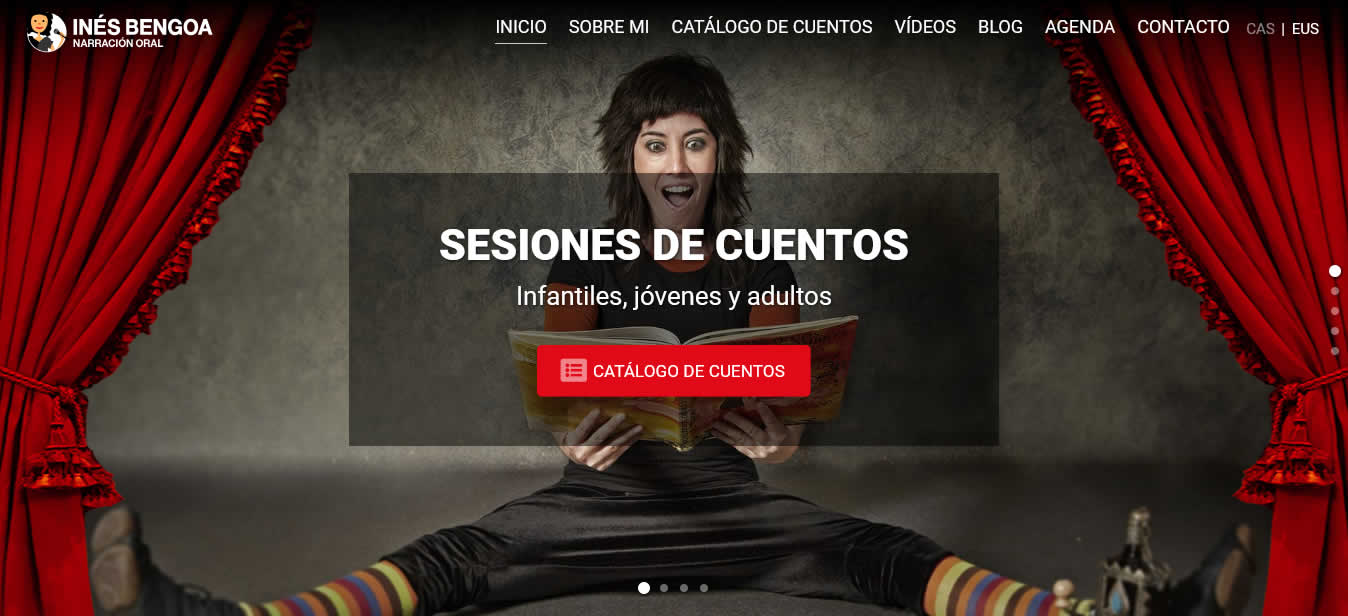 INÉS BENGOA
NARRACIÓN ORAL
INICIO SOBRE MI CATÁLOGO DE CUENTOS VÍDEOS BLOG AGENDA CONTACTO CAS | EUS
SESIONES DE CUENTOS
Infantiles, jóvenes y adultos
CATÁLOGO DE CUENTOS